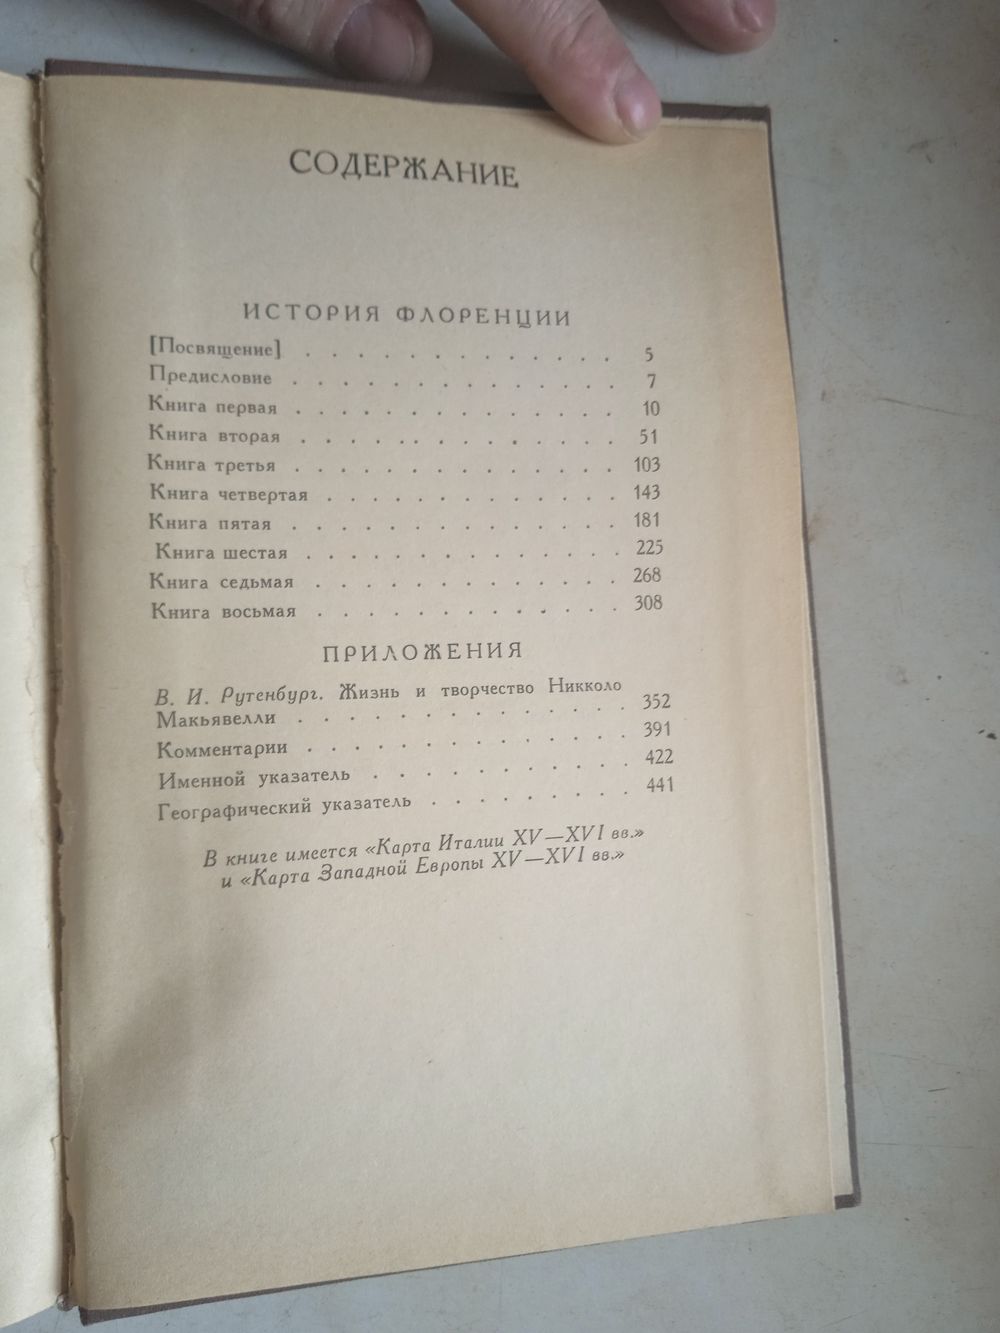 СОДЕРЖАНИЕ
ИСТОРИЯ ФЛОРЕНЦИИ
[Посвящение] . . . . . . . . . . . . . 5
Предисловие . . . . . . . . . . . . . . 7
Книга первая . . . . . . . . . . . . . . 10
Книга вторая . . . . . . . . . . . . . 51
Книга третья . . . . . . . . . . . . . . 103
Книга четвертая . . . . . . . . . . . . 143
Книга пятая . . . . . . . . . . . . . . 181
Книга шестая . . . . . . . . . . . . . 225
Книга седьмая . . . . . . . . . . . . . 268
Книга восьмая . . . . . . . . . . . . . 308
ПРИЛОЖЕНИЯ
В. И. Рутенбург. Жизнь и творчество Никколо
Макьявелли . . . . . . . . . . . . . 352
Комментарии . . . . . . . . . . . . . 391
Именной указатель . . . . . . . . . . 422
Географический указатель . . . . . . . . 441
В книге имеется «Карта Италии XV—XVI вв.»
и «Карта Западной Европы XV—XVI вв.»